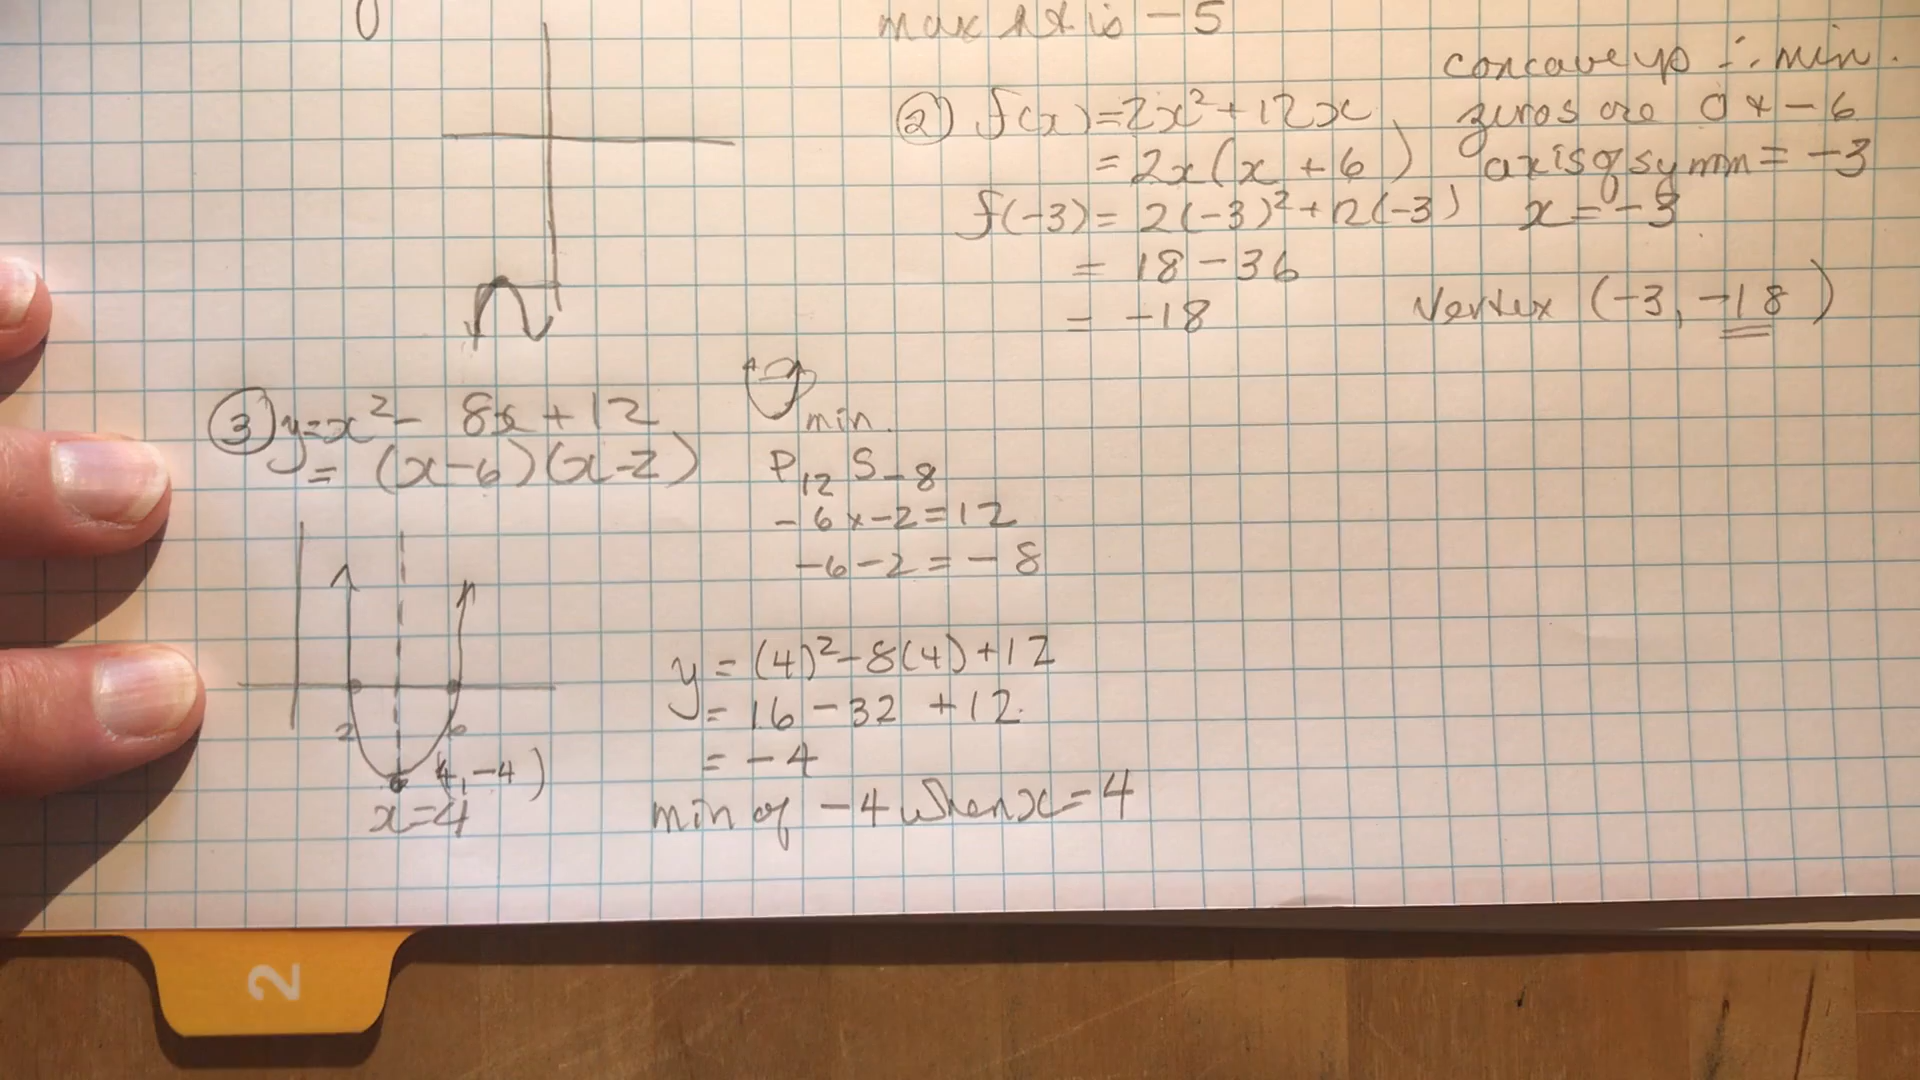 max is -5
concave up ∴ min.
② f(x)=2x²+12x
zeros are 0 + -6
= 2x(x + 6)
axis of symm = -3
f(-3)= 2(-3)²+12(-3)
x = -3
= 18 - 36
= -18
vertex (-3, -18)
③ y=x² - 8x + 12
= (x-6)(x-2)
min.
P12 S-8
-6 x -2 = 12
-6 -2 = -8
2 6
(4, -4)
x=4
y = (4)²-8(4)+12
= 16 - 32 + 12
= -4
min of -4 when x=4
2